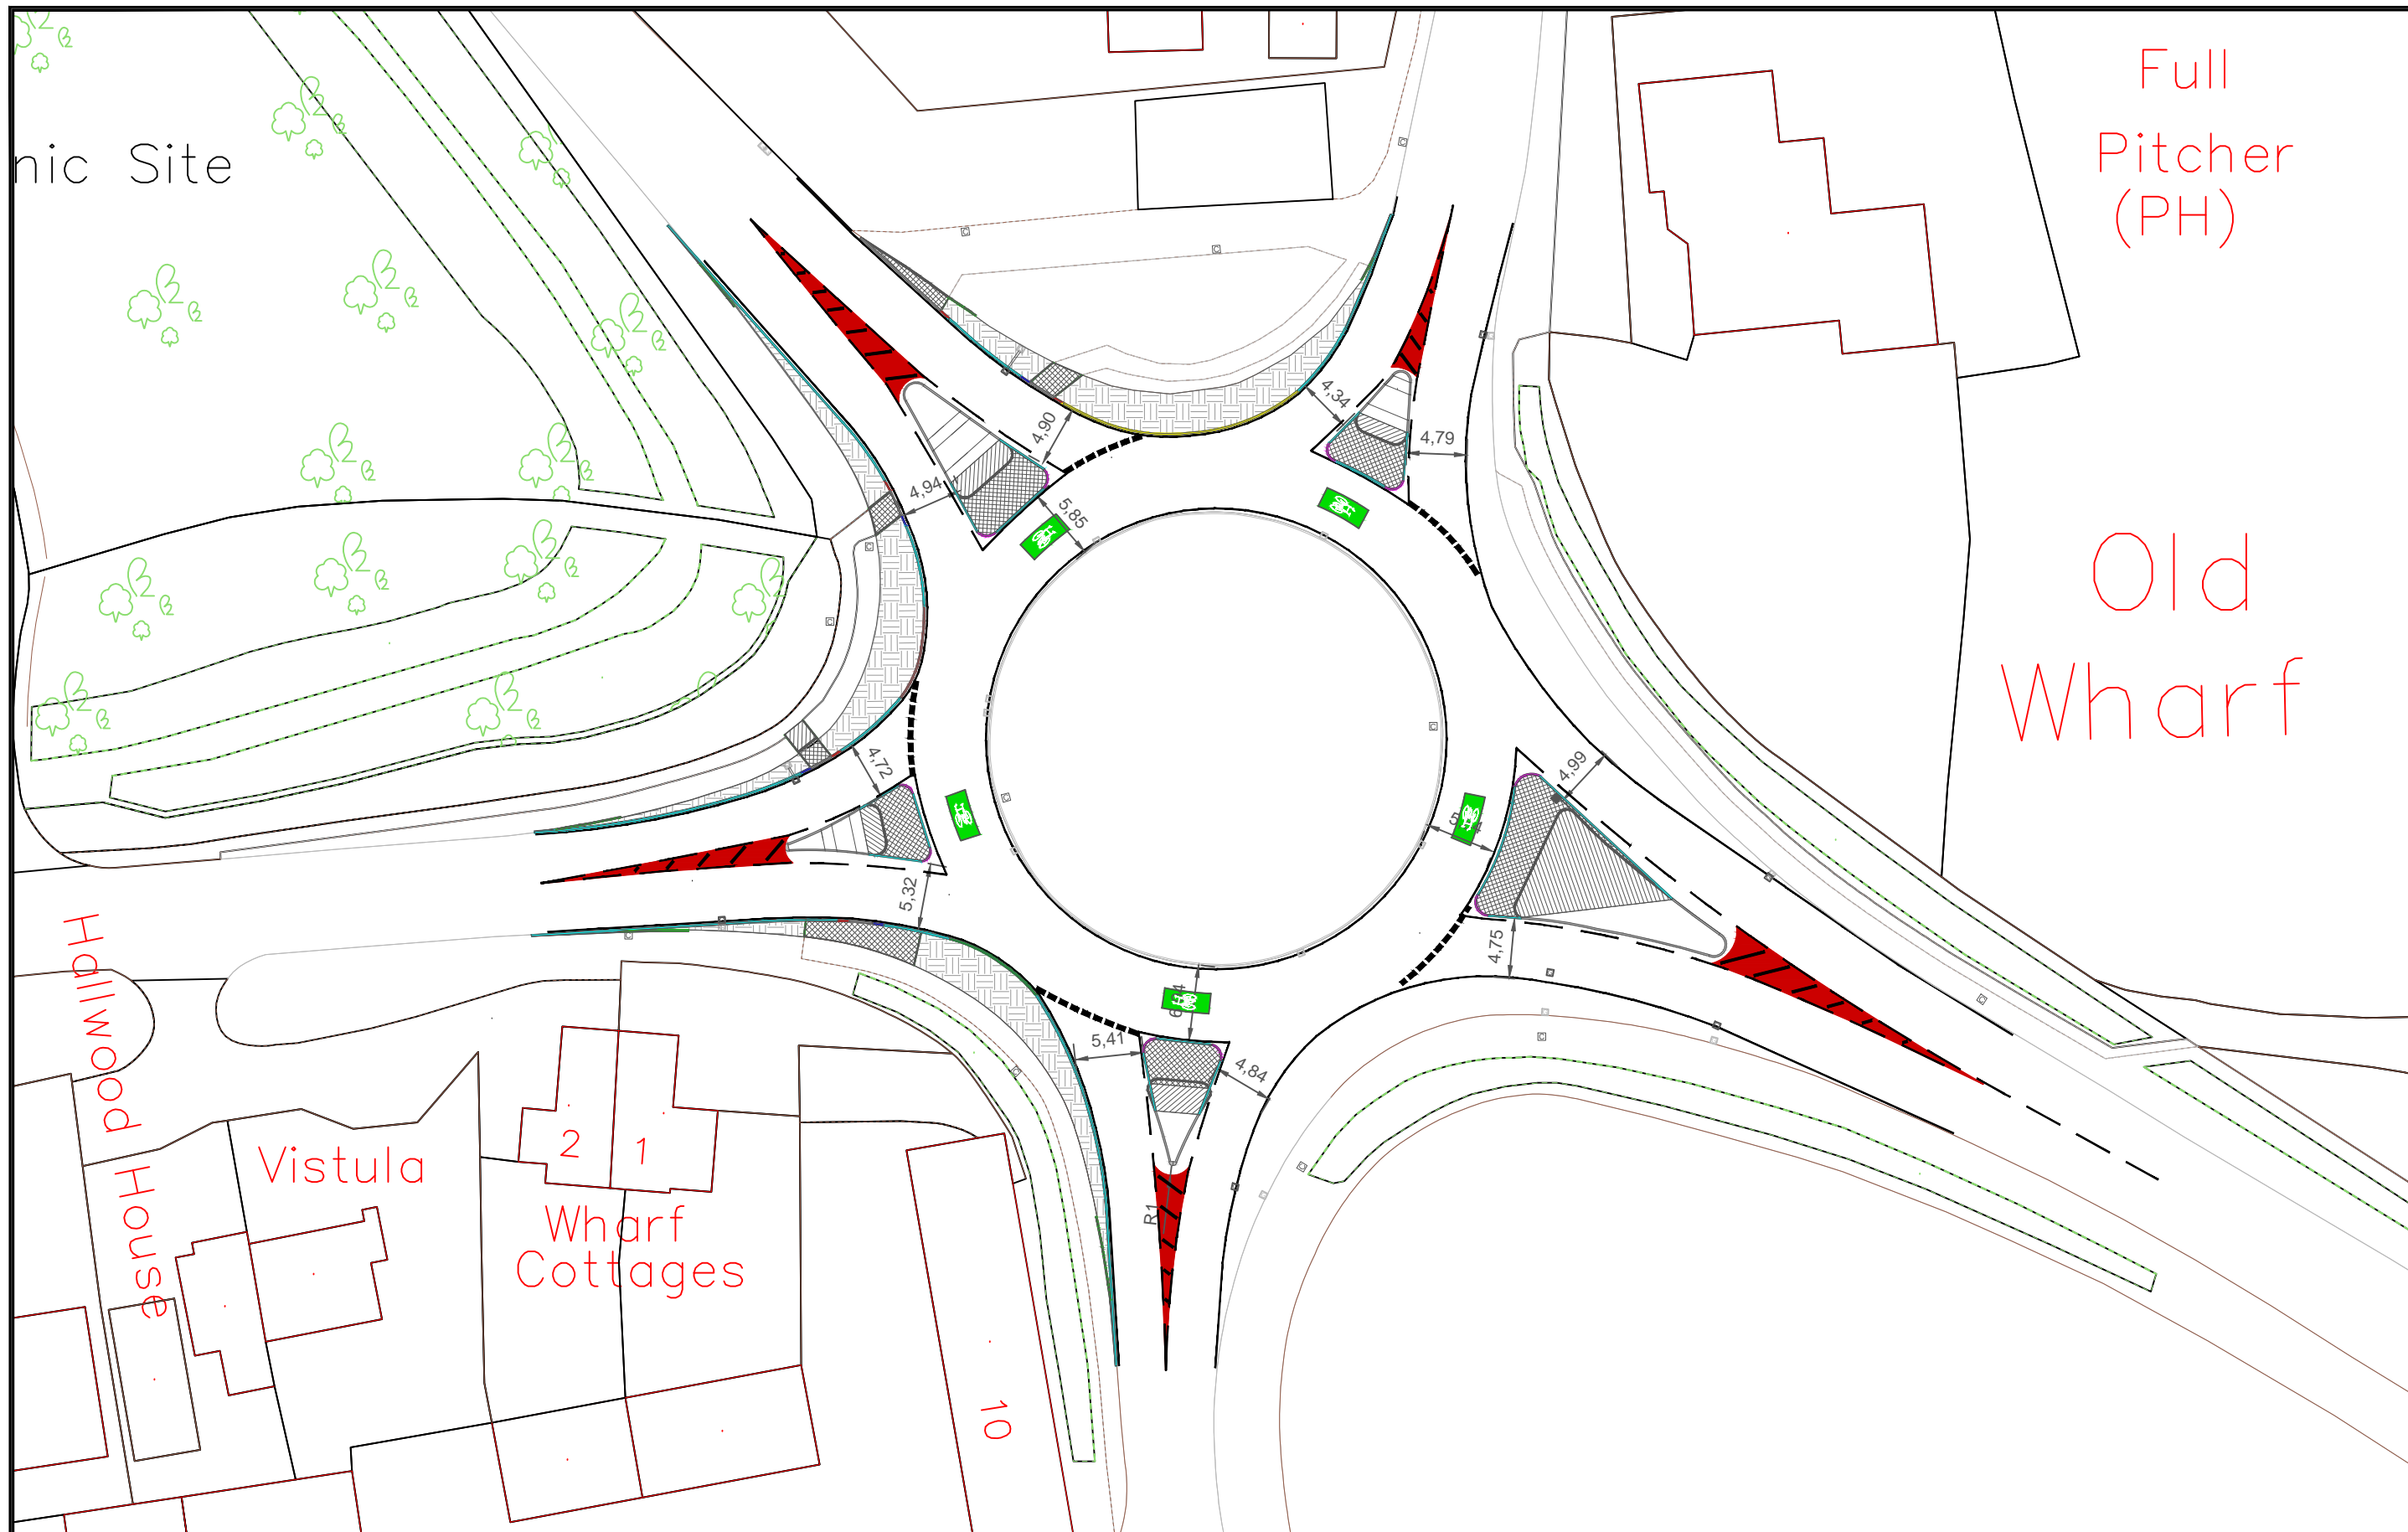 nic Site
Full
Pitcher
(PH)
Old
Wharf
4,34
4,79
4,90
4,94
5,85
4,72
5,32
4,99
4,75
5,41
4,84
R1
Hallwood House
Vistula
2
1
Wharf
Cottages
10